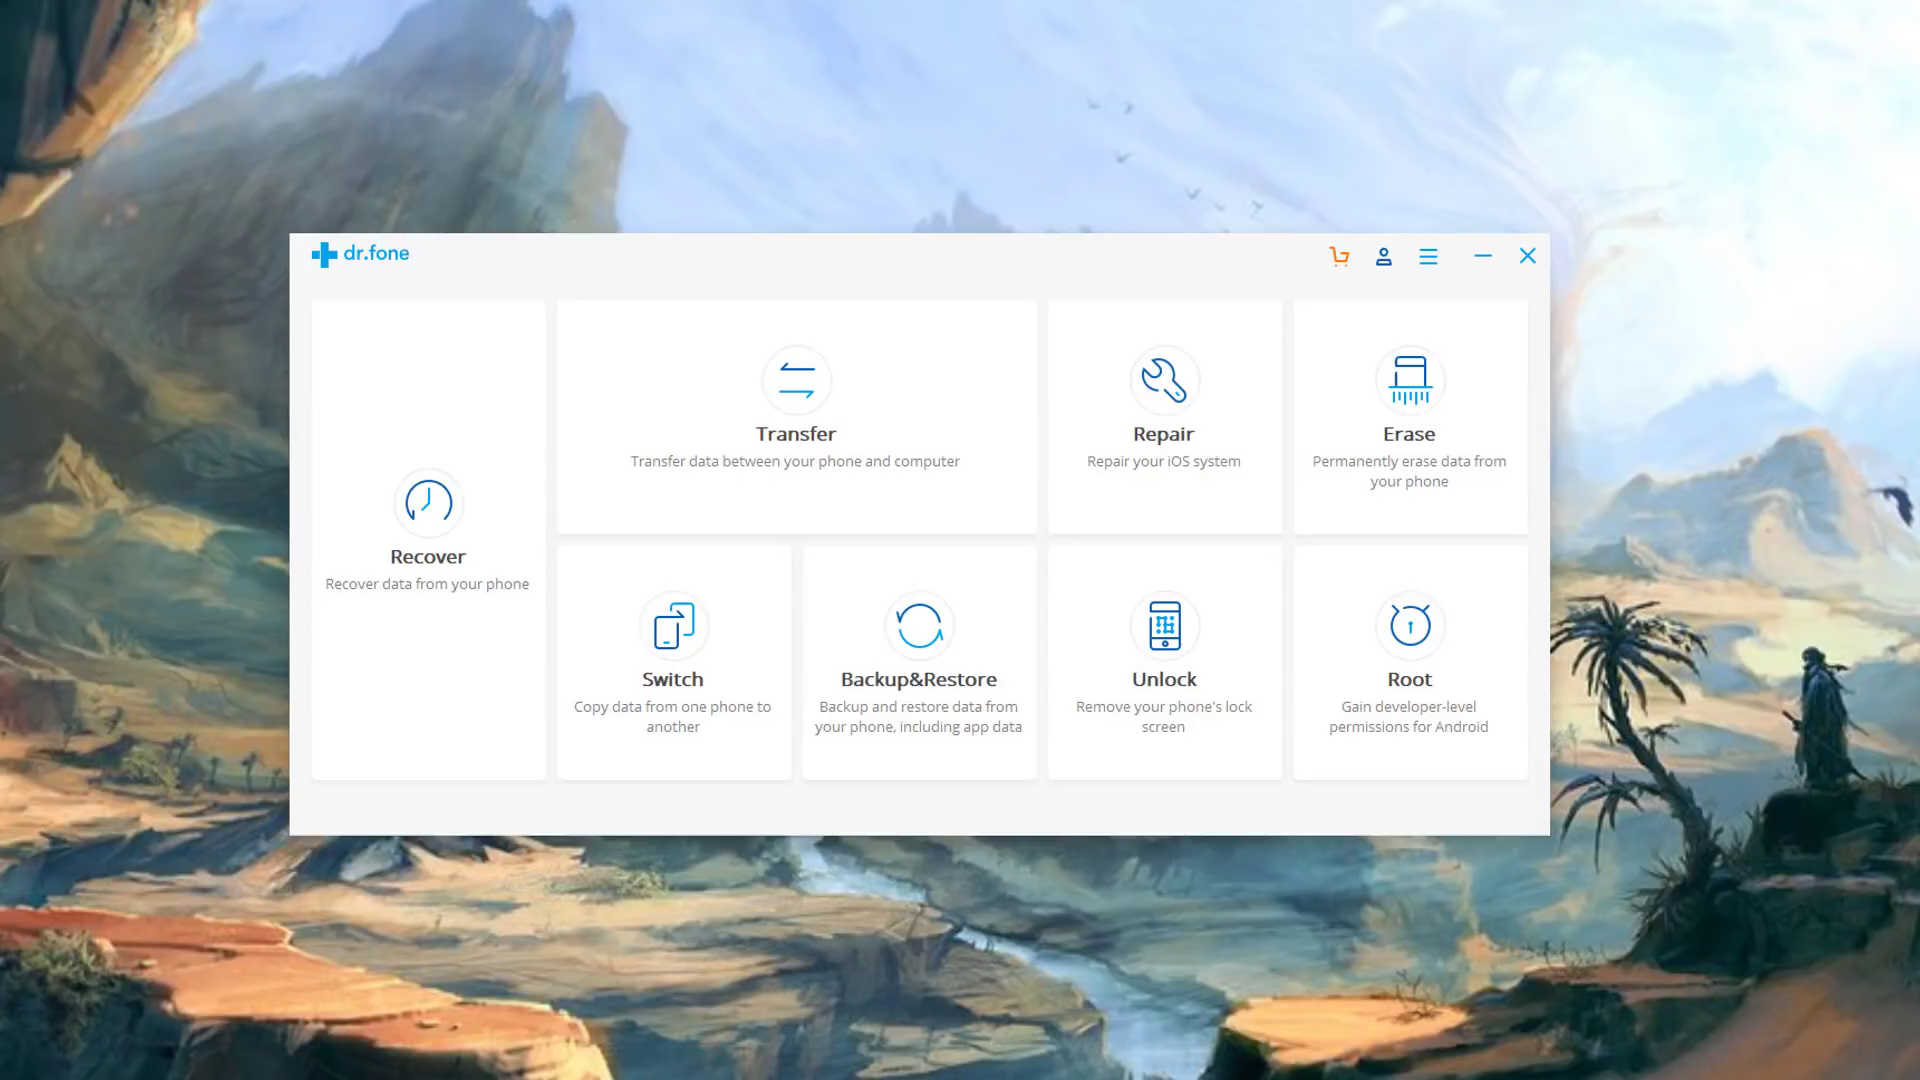 dr.fone
Recover
Recover data from your phone
Transfer
Transfer data between your phone and computer
Repair
Repair your iOS system
Erase
Permanently erase data from
your phone
Switch
Copy data from one phone to
another
Backup&Restore
Backup and restore data from
your phone, including app data
Unlock
Remove your phone's lock
screen
Root
Gain developer-level
permissions for Android